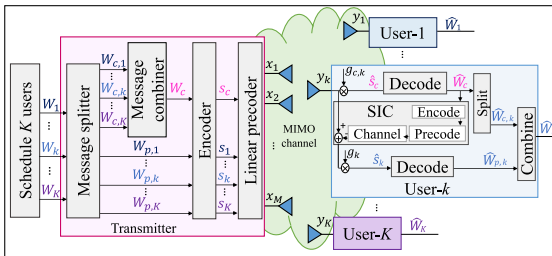 Schedule K users
W_1
W_k
W_K
Message splitter
W_{c,1}
W_{c,k}
W_{c,K}
Message combiner
W_c
W_{p,1}
W_{p,k}
W_{p,K}
Encoder
s_c
s_1
s_k
s_K
Linear precoder
Transmitter
x_1
x_2
x_M
MIMO channel
y_1
User-1
Ŵ_1
y_k
g_{c,k}
ŝ_c
Decode
Ŵ_c
SIC
Encode
Channel
Precode
Split
Ŵ_{c,k}
Combine
g_k
ŝ_k
Decode
Ŵ_{p,k}
User-k
y_K
User-K
Ŵ_K